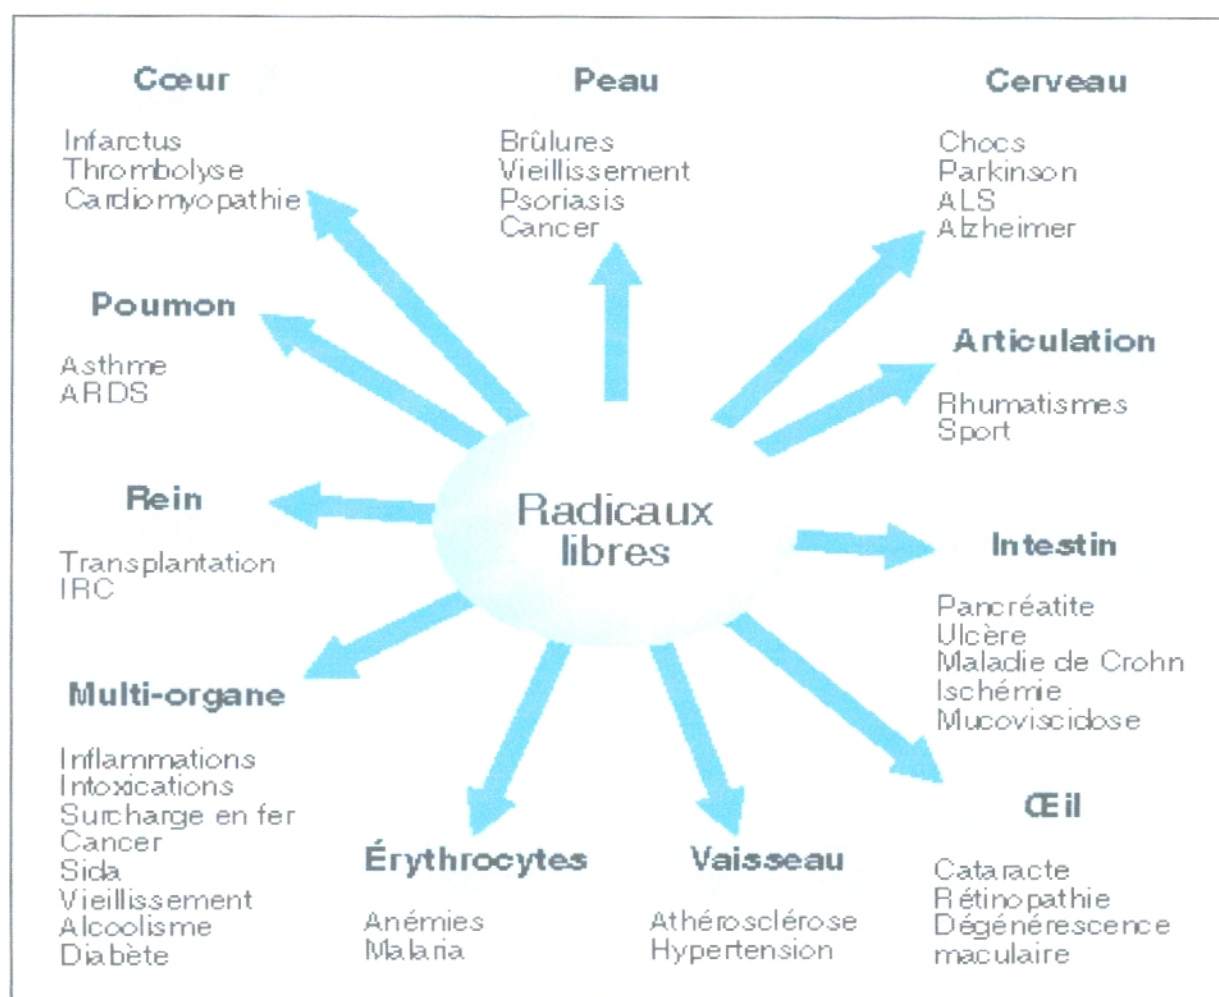 Cœur
Infarctus
Thrombolyse
Cardiomyopathie
Peau
Brûlures
Vieillissement
Psoriasis
Cancer
Cerveau
Chocs
Parkinson
ALS
Alzheimer
Poumon
Asthme
ARDS
Articulation
Rhumatismes
Sport
Rein
Transplantation
IRC
Radicaux
libres
Intestin
Pancréatite
Ulcère
Maladie de Crohn
Ischémie
Mucoviscidose
Multi-organe
Inflammations
Intoxications
Surcharge en fer
Cancer
Sida
Vieillissement
Alcoolisme
Diabète
Érythrocytes
Anémies
Malaria
Vaisseau
Athérosclérose
Hypertension
Œil
Cataracte
Rétinopathie
Dégénérescence
maculaire